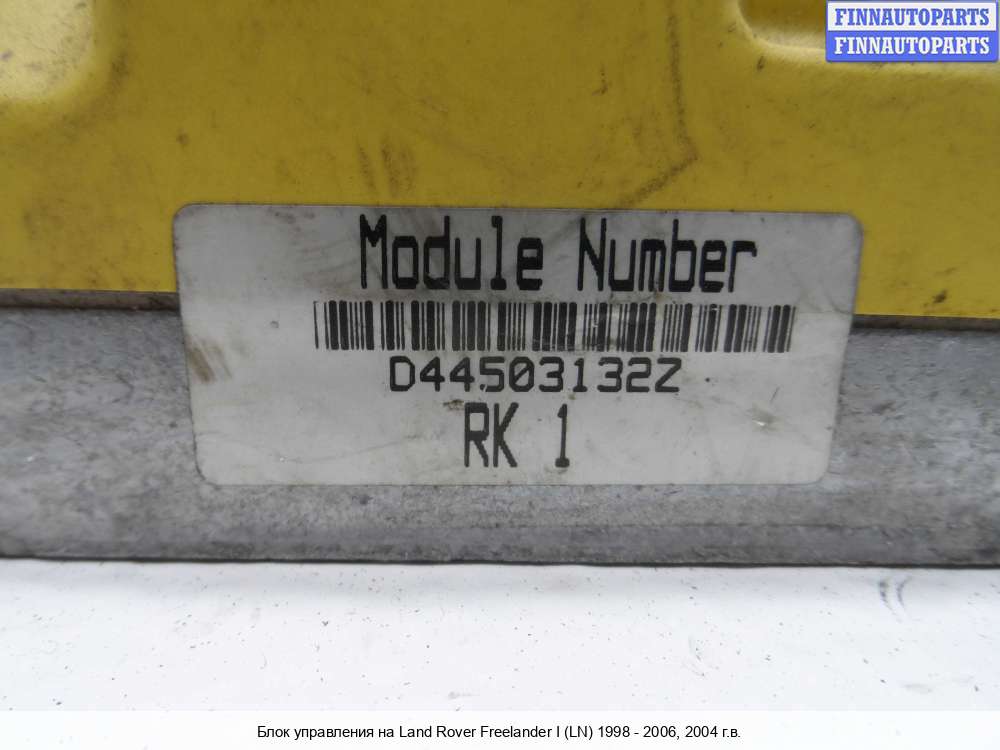 FINNAUTOPARTS
FINNAUTOPARTS
Module Number
D44503132Z
RK 1
Блок управления на Land Rover Freelander I (LN) 1998 - 2006, 2004 г.в.